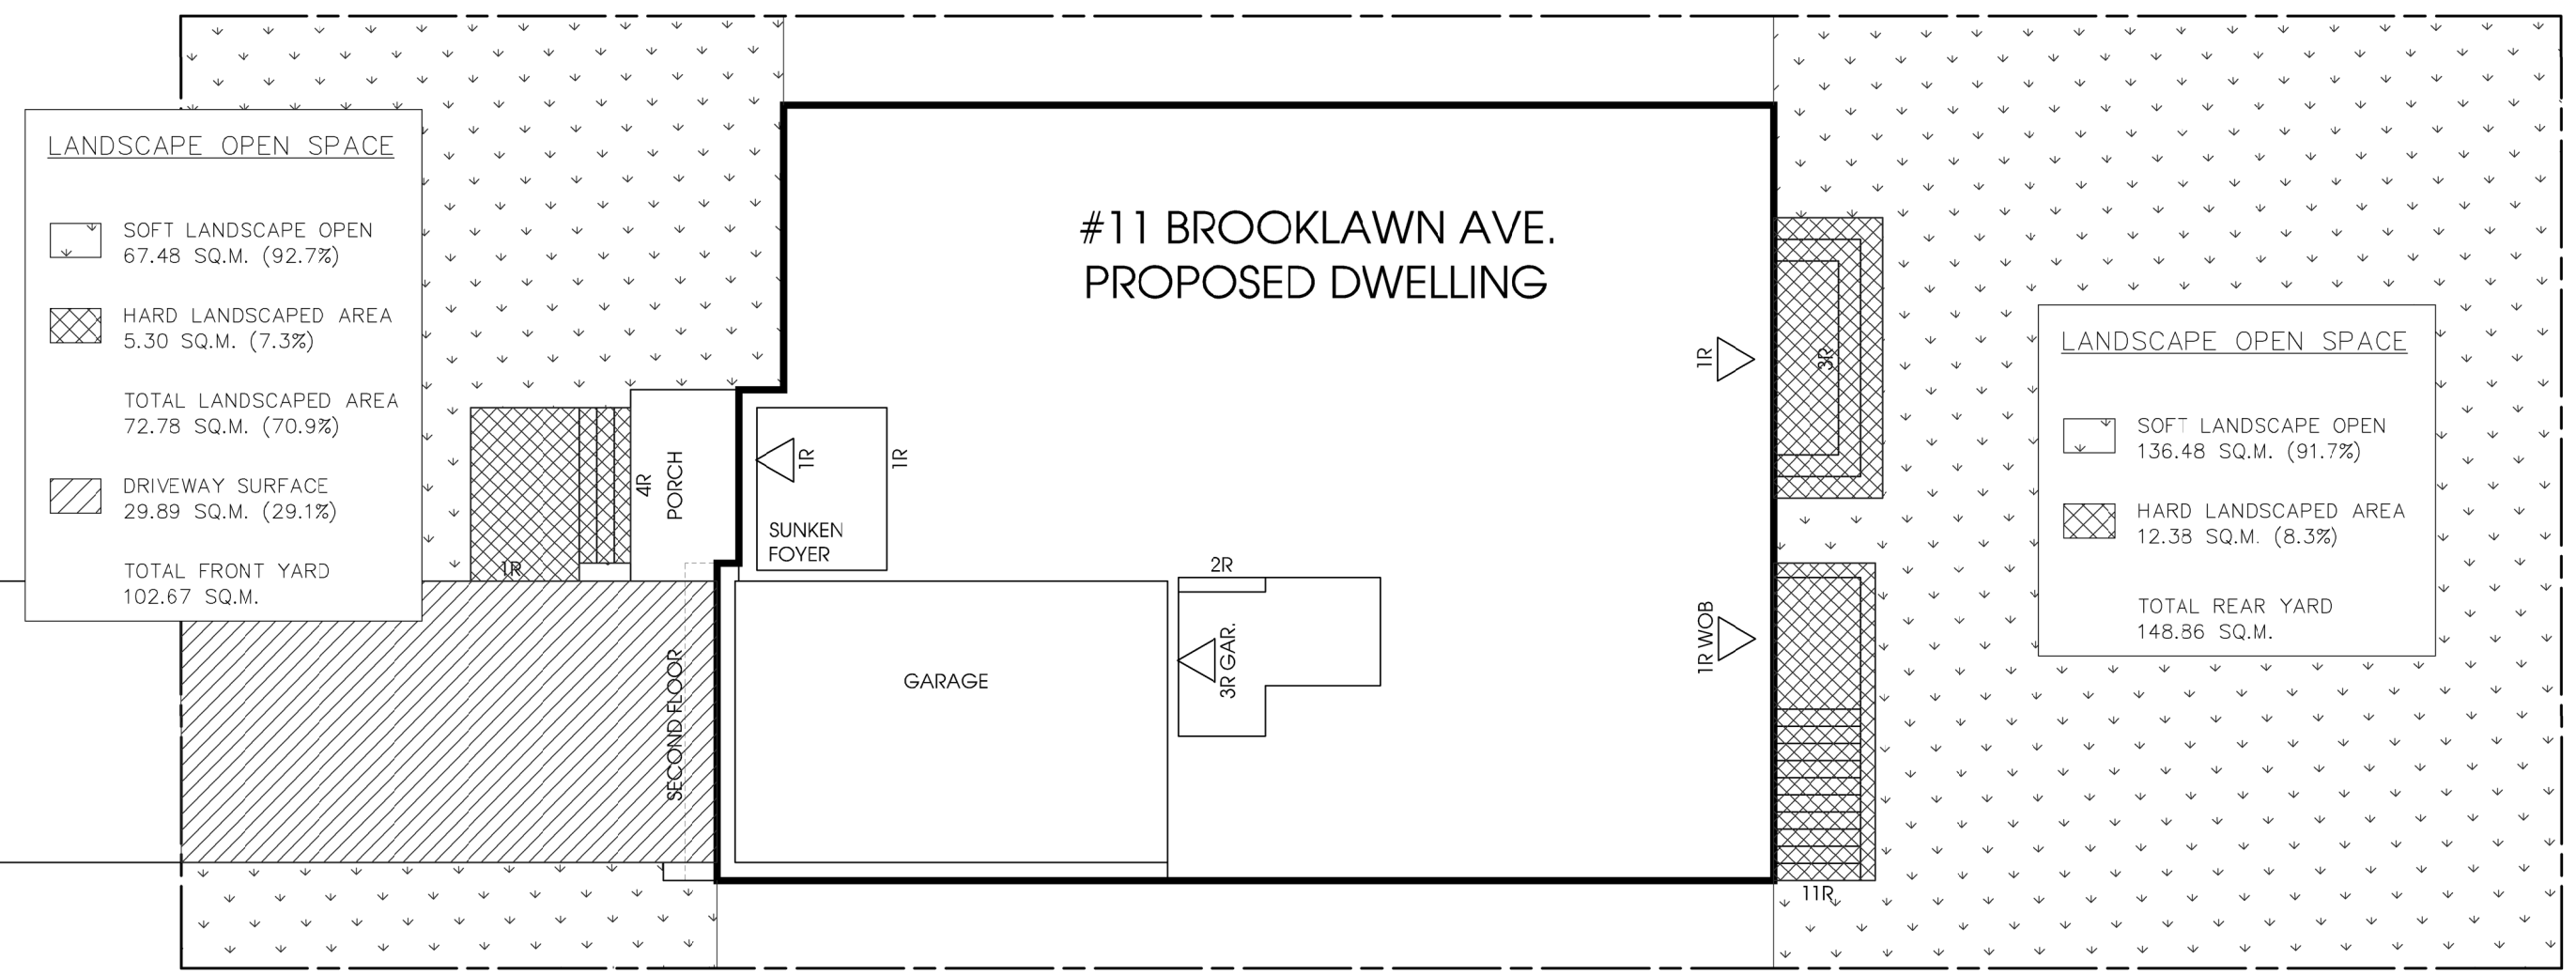 LANDSCAPE OPEN SPACE
SOFT LANDSCAPE OPEN
67.48 SQ.M. (92.7%)
HARD LANDSCAPED AREA
5.30 SQ.M. (7.3%)
TOTAL LANDSCAPED AREA
72.78 SQ.M. (70.9%)
DRIVEWAY SURFACE
29.89 SQ.M. (29.1%)
TOTAL FRONT YARD
102.67 SQ.M.
1R
4R
PORCH
SECOND FLOOR
1R
SUNKEN
FOYER
1R
#11 BROOKLAWN AVE.
PROPOSED DWELLING
GARAGE
2R
3R GAR.
1R
1R WOB
3R
11R
LANDSCAPE OPEN SPACE
SOFT LANDSCAPE OPEN
136.48 SQ.M. (91.7%)
HARD LANDSCAPED AREA
12.38 SQ.M. (8.3%)
TOTAL REAR YARD
148.86 SQ.M.